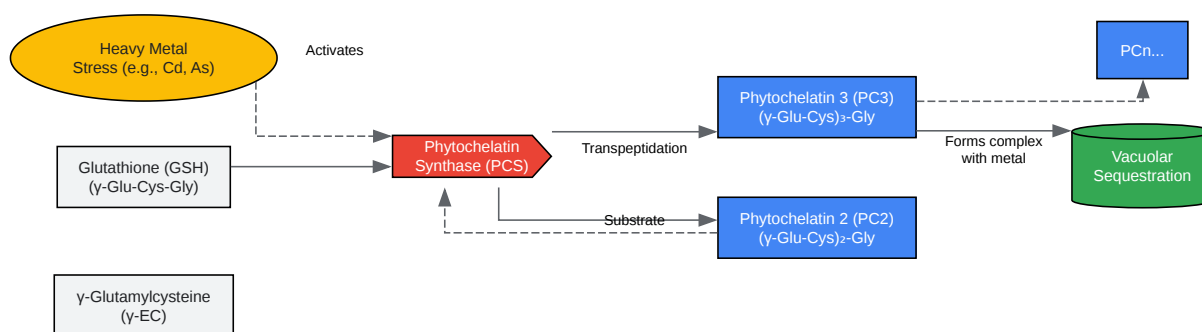 Heavy Metal
Stress (e.g., Cd, As)
Activates
PCn...
Phytochelatin 3 (PC3)
(γ-Glu-Cys)₃-Gly
Phytochelatin
Synthase (PCS)
Transpeptidation
Forms complex
with metal
Vacuolar
Sequestration
Glutathione (GSH)
(γ-Glu-Cys-Gly)
Substrate
Phytochelatin 2 (PC2)
(γ-Glu-Cys)₂-Gly
γ-Glutamylcysteine
(γ-EC)